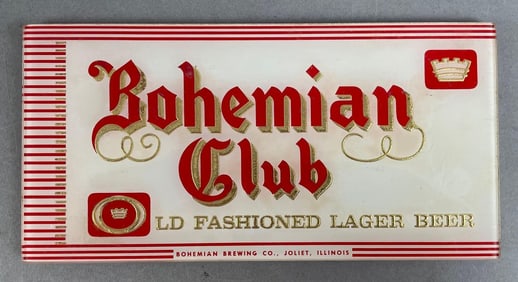 Bohemian
Club
OLD FASHIONED LAGER BEER
BOHEMIAN BREWING CO., JOLIET, ILLINOIS